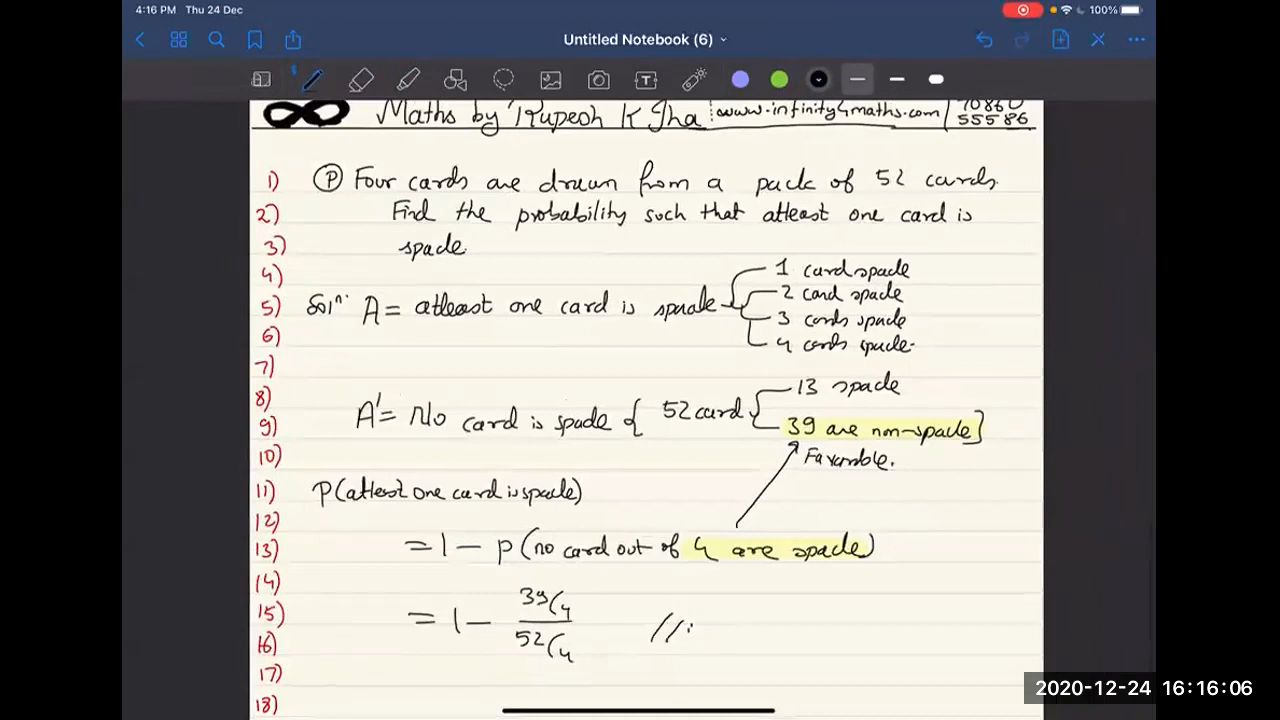 4:16 PM Thu 24 Dec
100%
Untitled Notebook (6)
T
Maths by Rupesh K Jha www.infinity4maths.com 70860 55586
1) P Four cards are drawn from a pack of 52 cards.
2) Find the probability such that atleast one card is
3) spade.
4) 1 card spade
2 card spade
5) Soln. A = atleast one card is spade
3 cards spade
6) 4 cards spade.
7)
8) 13 spade
A' = No card is spade { 52 card
9) 39 are non-spade}
10) Favorable.
11) P(atleast one card is spade)
12)
13) = 1 - P(no card out of 4 are spade)
14)
15) = 1 - 39C4
16) 52C4 //.
17)
18)
2020-12-24 16:16:06